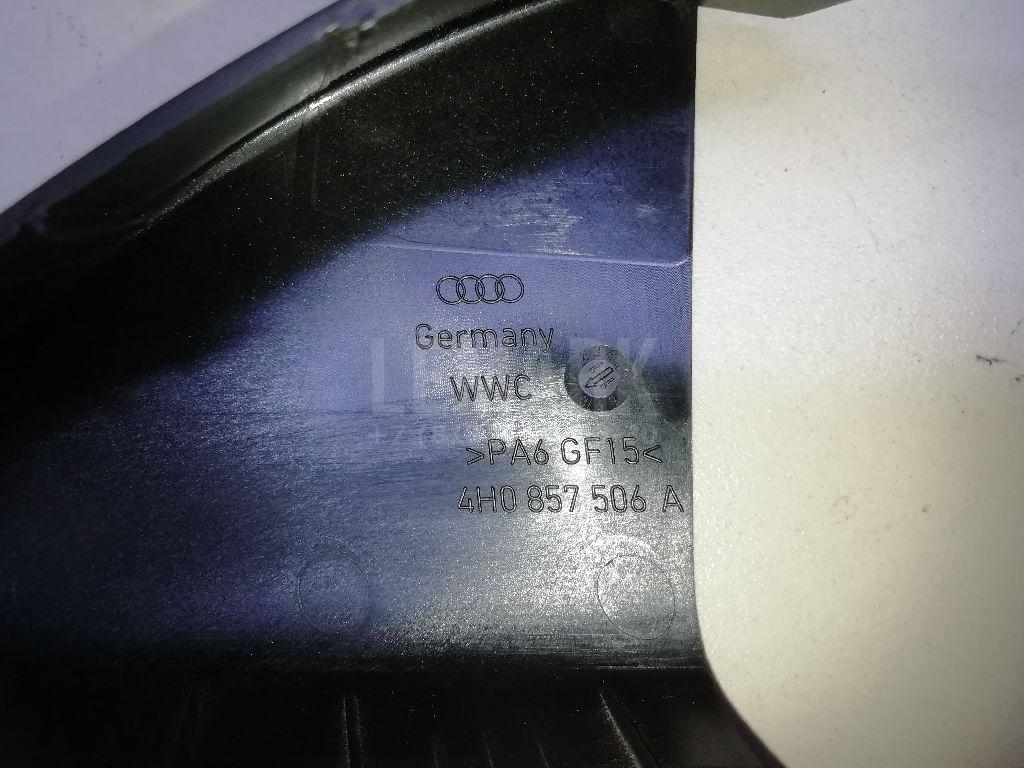 Germany
WWC
>PA6 GF15<
4H0 857 506 A